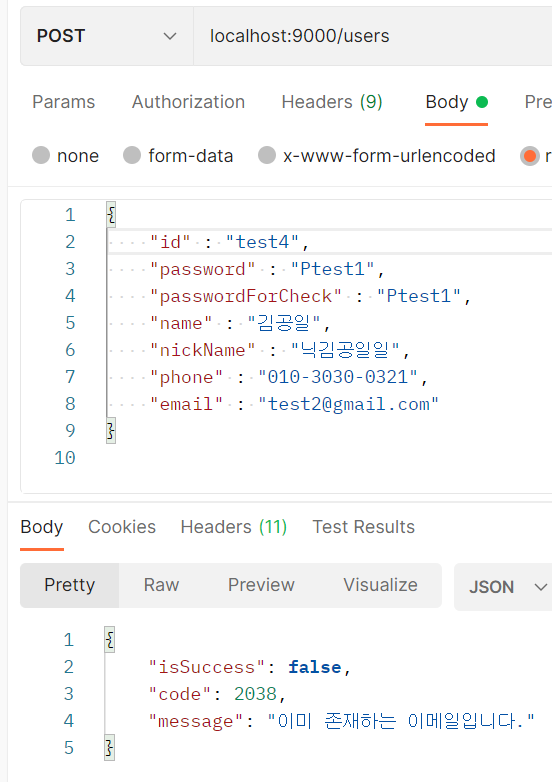 POST localhost:9000/users
Params Authorization Headers (9) Body Pre
none form-data x-www-form-urlencoded r
1 {
2 "id" : "test4",
3 "password" : "Ptest1",
4 "passwordForCheck" : "Ptest1",
5 "name" : "김공일",
6 "nickName" : "닉김공일일",
7 "phone" : "010-3030-0321",
8 "email" : "test2@gmail.com"
9 }
10
Body Cookies Headers (11) Test Results
Pretty Raw Preview Visualize JSON
1 {
2 "isSuccess": false,
3 "code": 2038,
4 "message": "이미 존재하는 이메일입니다."
5 }